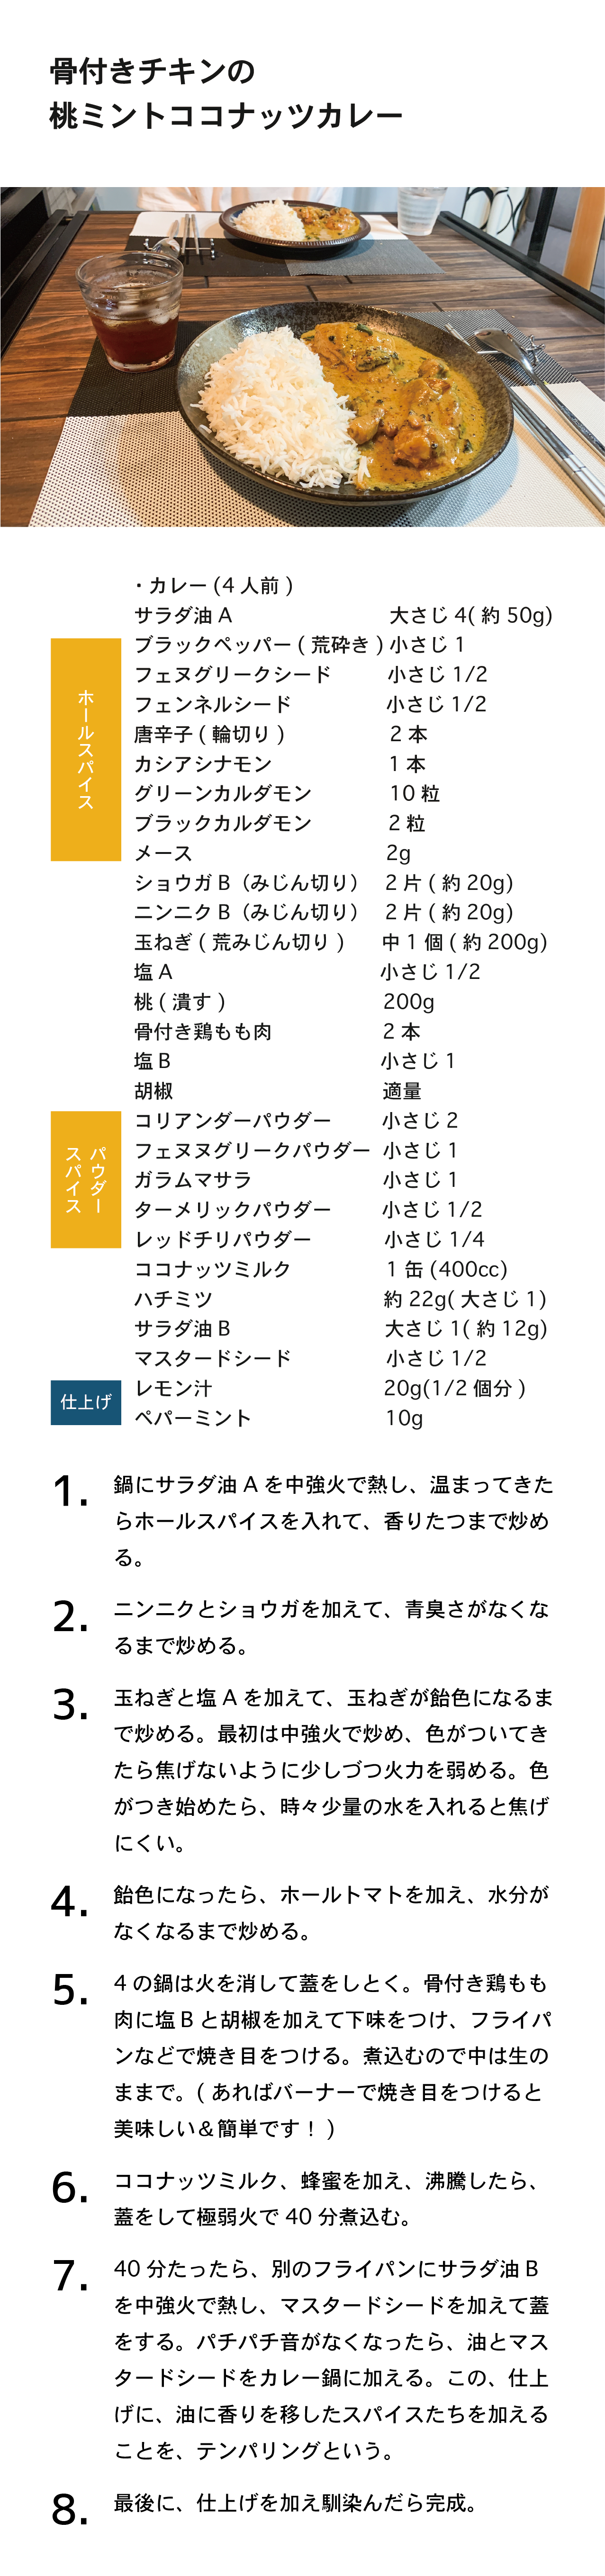 骨付きチキンの
桃ミントココナッツカレー
・カレー (4 人前 )
サラダ油 A 大さじ 4( 約 50g)
ホールスパイス
ブラックペッパー ( 荒砕き ) 小さじ 1
フェヌグリークシード 小さじ 1/2
フェンネルシード 小さじ 1/2
唐辛子 ( 輪切り ) 2 本
カシアシナモン 1 本
グリーンカルダモン 10 粒
ブラックカルダモン 2 粒
メース 2g
ショウガ B（みじん切り） 2 片 ( 約 20g)
ニンニク B（みじん切り） 2 片 ( 約 20g)
玉ねぎ ( 荒みじん切り ) 中 1 個 ( 約 200g)
塩 A 小さじ 1/2
桃 ( 潰す ) 200g
骨付き鶏もも肉 2 本
塩 B 小さじ 1
胡椒 適量
パウダー
スパイス
コリアンダーパウダー 小さじ 2
フェヌヌグリークパウダー 小さじ 1
ガラムマサラ 小さじ 1
ターメリックパウダー 小さじ 1/2
レッドチリパウダー 小さじ 1/4
ココナッツミルク 1 缶 (400cc)
ハチミツ 約 22g( 大さじ 1)
サラダ油 B 大さじ 1( 約 12g)
マスタードシード 小さじ 1/2
仕上げ
レモン汁 20g(1/2 個分 )
ペパーミント 10g
1. 鍋にサラダ油 A を中強火で熱し、温まってきた
らホールスパイスを入れて、香りたつまで炒め
る。
2. ニンニクとショウガを加えて、青臭さがなくな
るまで炒める。
3. 玉ねぎと塩 A を加えて、玉ねぎが飴色になるま
で炒める。最初は中強火で炒め、色がついてき
たら焦げないように少しづつ火力を弱める。色
がつき始めたら、時々少量の水を入れると焦げ
にくい。
4. 飴色になったら、ホールトマトを加え、水分が
なくなるまで炒める。
5. 4 の鍋は火を消して蓋をしとく。骨付き鶏もも
肉に塩 B と胡椒を加えて下味をつけ、フライパ
ンなどで焼き目をつける。煮込むので中は生の
ままで。( あればバーナーで焼き目をつけると
美味しい＆簡単です！ )
6. ココナッツミルク、蜂蜜を加え、沸騰したら、
蓋をして極弱火で 40 分煮込む。
7. 40 分たったら、別のフライパンにサラダ油 B
を中強火で熱し、マスタードシードを加えて蓋
をする。パチパチ音がなくなったら、油とマス
タードシードをカレー鍋に加える。この、仕上
げに、油に香りを移したスパイスたちを加える
ことを、テンパリングという。
8. 最後に、仕上げを加え馴染んだら完成。